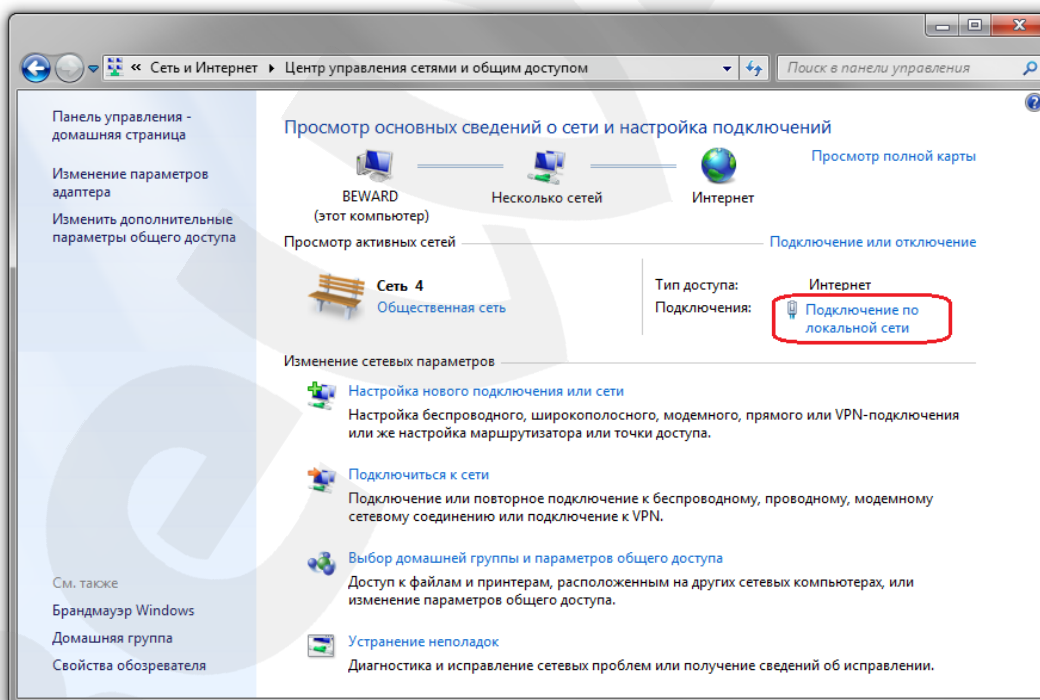 « Сеть и Интернет ▸ Центр управления сетями и общим доступом
Поиск в панели управления
Панель управления -
домашняя страница
Изменение параметров
адаптера
Изменить дополнительные
параметры общего доступа
Просмотр основных сведений о сети и настройка подключений
Просмотр полной карты
BEWARD
(этот компьютер)
Несколько сетей
Интернет
Просмотр активных сетей
Подключение или отключение
Сеть 4
Общественная сеть
Тип доступа: Интернет
Подключения: Подключение по
локальной сети
Изменение сетевых параметров
Настройка нового подключения или сети
Настройка беспроводного, широкополосного, модемного, прямого или VPN-подключения
или же настройка маршрутизатора или точки доступа.
Подключиться к сети
Подключение или повторное подключение к беспроводному, проводному, модемному
сетевому соединению или подключение к VPN.
Выбор домашней группы и параметров общего доступа
Доступ к файлам и принтерам, расположенным на других сетевых компьютерах, или
изменение параметров общего доступа.
Устранение неполадок
Диагностика и исправление сетевых проблем или получение сведений об исправлении.
См. также
Брандмауэр Windows
Домашняя группа
Свойства обозревателя